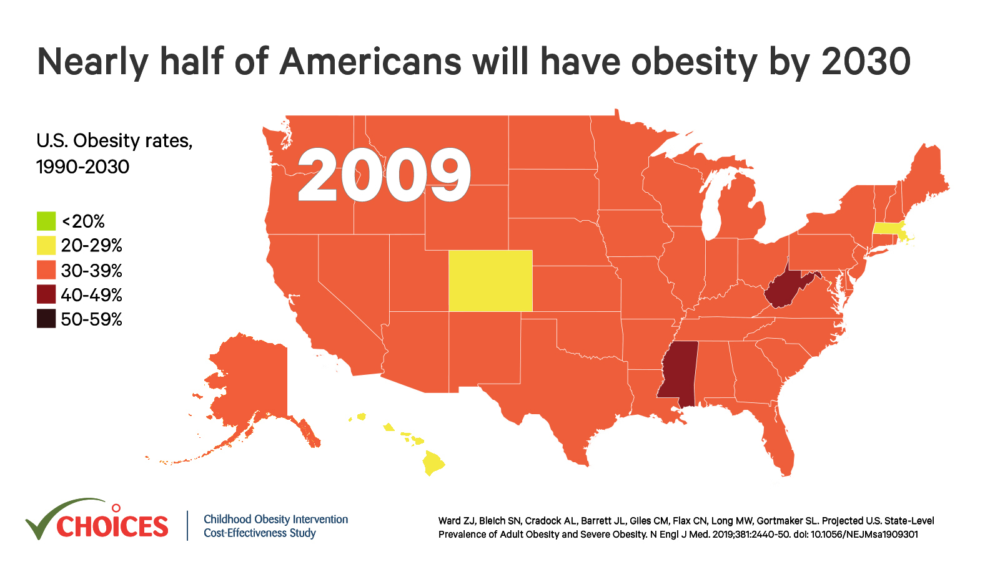 Nearly half of Americans will have obesity by 2030
U.S. Obesity rates,
1990-2030
2009
<20%
20-29%
30-39%
40-49%
50-59%
CHOICES
Childhood Obesity Intervention
Cost-Effectiveness Study
Ward ZJ, Bleich SN, Cradock AL, Barrett JL, Giles CM, Flax CN, Long MW, Gortmaker SL. Projected U.S. State-Level
Prevalence of Adult Obesity and Severe Obesity. N Engl J Med. 2019;381:2440-50. doi: 10.1056/NEJMsa1909301